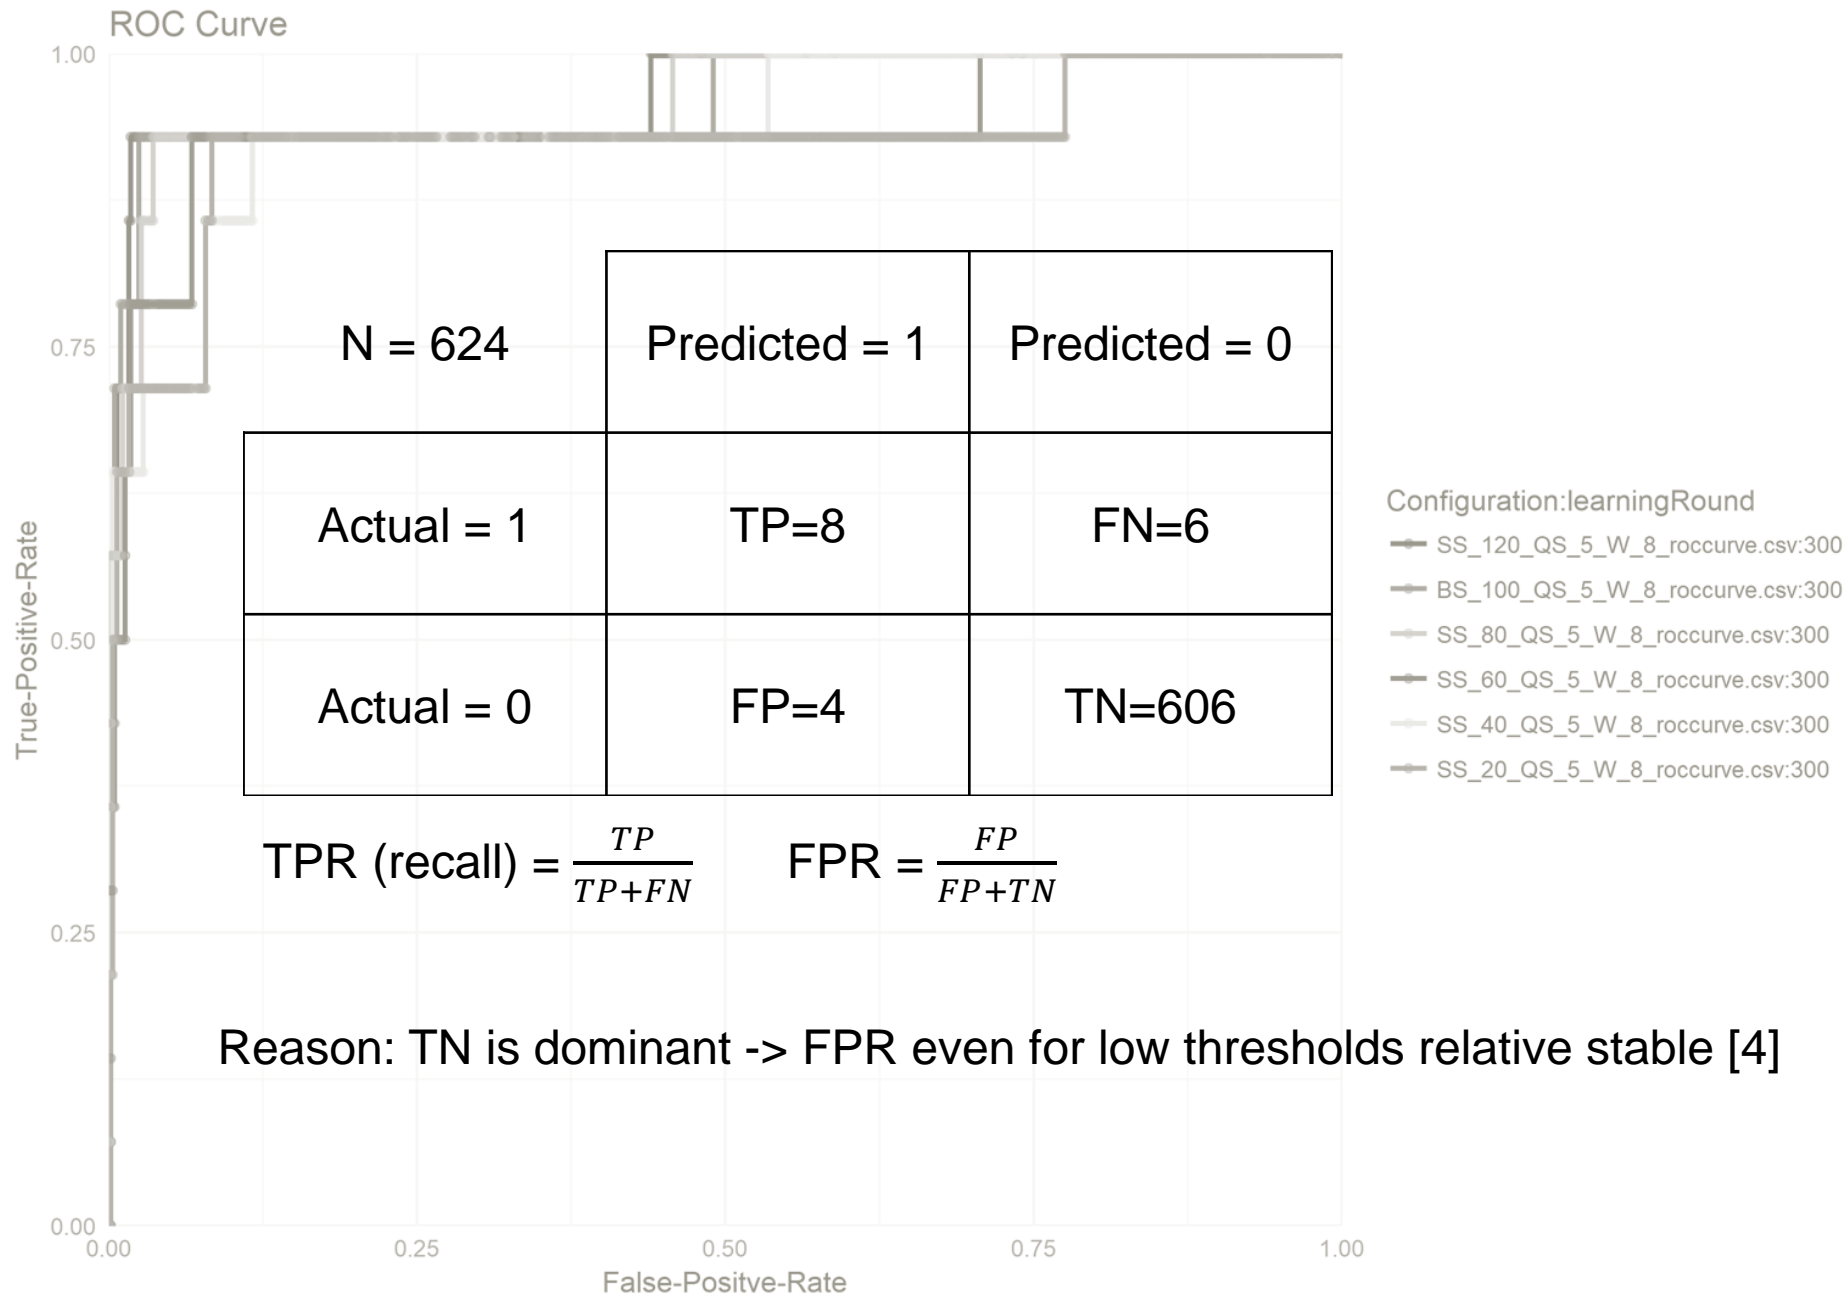 ROC Curve
1.00
0.75
0.50
0.25
0.00
True-Positive-Rate
0.00 0.25 0.50 0.75 1.00
False-Positve-Rate
N = 624 Predicted = 1 Predicted = 0
Actual = 1 TP=8 FN=6
Actual = 0 FP=4 TN=606
TPR (recall) = TP/TP+FN FPR = FP/FP+TN
Reason: TN is dominant -> FPR even for low thresholds relative stable [4]
Configuration:learningRound
SS_120_QS_5_W_8_roccurve.csv:300
BS_100_QS_5_W_8_roccurve.csv:300
SS_80_QS_5_W_8_roccurve.csv:300
SS_60_QS_5_W_8_roccurve.csv:300
SS_40_QS_5_W_8_roccurve.csv:300
SS_20_QS_5_W_8_roccurve.csv:300